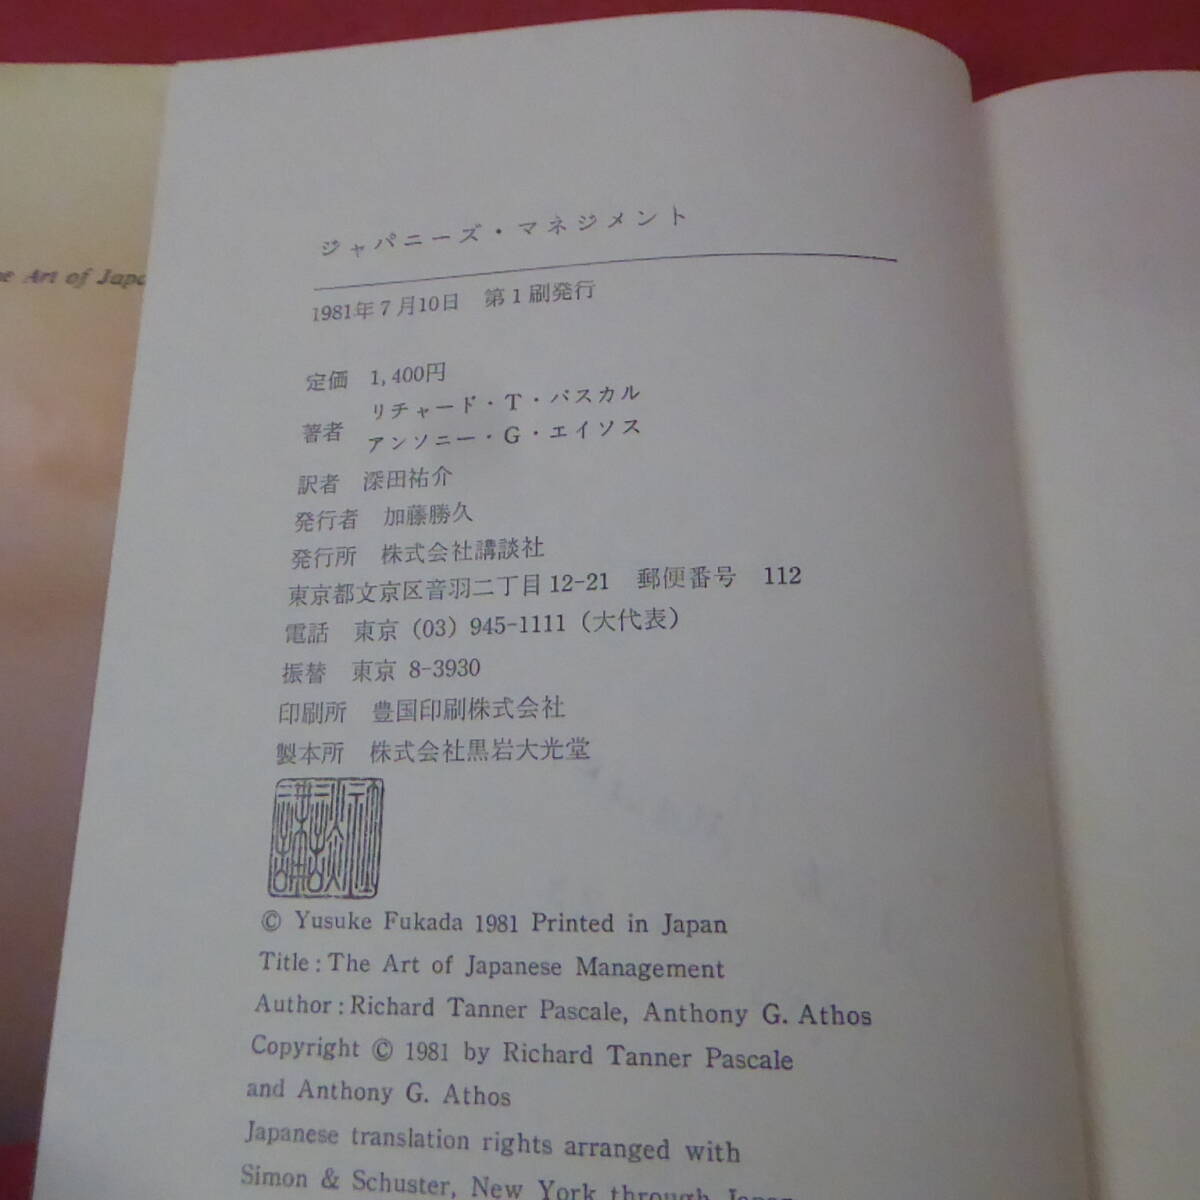 Art of Japa
ジャパニーズ・マネジメント
1981年7月10日 第1刷発行
定価 1,400円
著者 リチャード・T・パスカル
アンソニー・G・エイソス
訳者 深田祐介
発行者 加藤勝久
発行所 株式会社講談社
東京都文京区音羽二丁目12-21 郵便番号 112
電話 東京 (03) 945-1111 (大代表)
振替 東京 8-3930
印刷所 豊国印刷株式会社
製本所 株式会社黒岩大光堂
講談社
© Yusuke Fukada 1981 Printed in Japan
Title : The Art of Japanese Management
Author : Richard Tanner Pascale, Anthony G. Athos
Copyright © 1981 by Richard Tanner Pascale
and Anthony G. Athos
Japanese translation rights arranged with
Simon & Schuster, New York through Japan